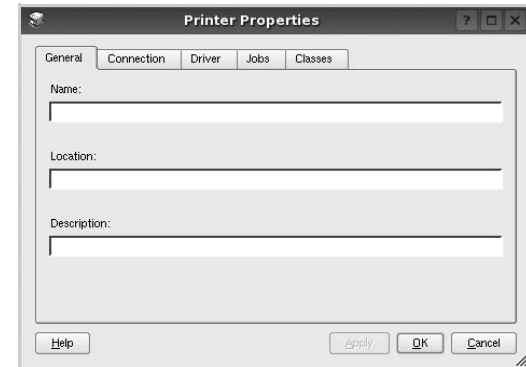 Printer Properties
General Connection Driver Jobs Classes
Name:
Location:
Description:
Help Apply OK Cancel